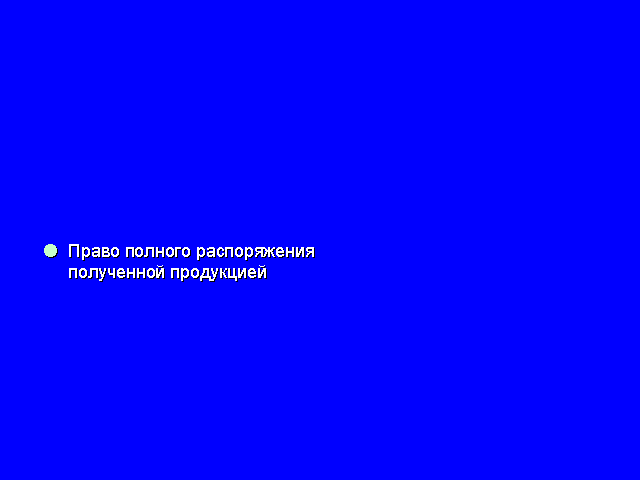 Право полного распоряжения
полученной продукцией